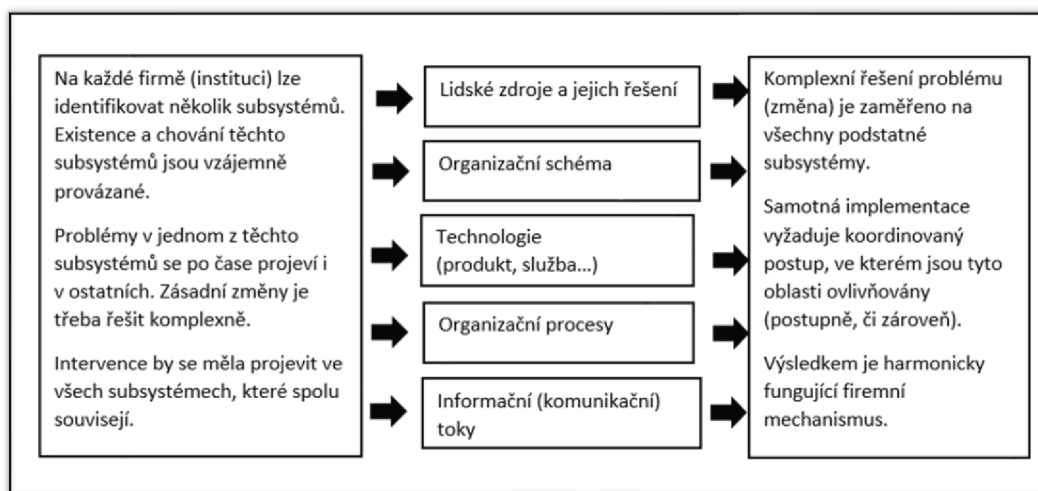 Na každé firmě (instituci) lze
identifikovat několik subsystémů.
Existence a chování těchto
subsystémů jsou vzájemně
provázané.
Problémy v jednom z těchto
subsystémů se po čase projeví i
v ostatních. Zásadní změny je
třeba řešit komplexně.
Intervence by se měla projevit ve
všech subsystémech, které spolu
souvisejí.
Lidské zdroje a jejich řešení
Organizační schéma
Technologie
(produkt, služba...)
Organizační procesy
Informační (komunikační)
toky
Komplexní řešení problému
(změna) je zaměřeno na
všechny podstatné
subsystémy.
Samotná implementace
vyžaduje koordinovaný
postup, ve kterém jsou tyto
oblasti ovlivňovány
(postupně, či zároveň).
Výsledkem je harmonicky
fungující firemní
mechanismus.